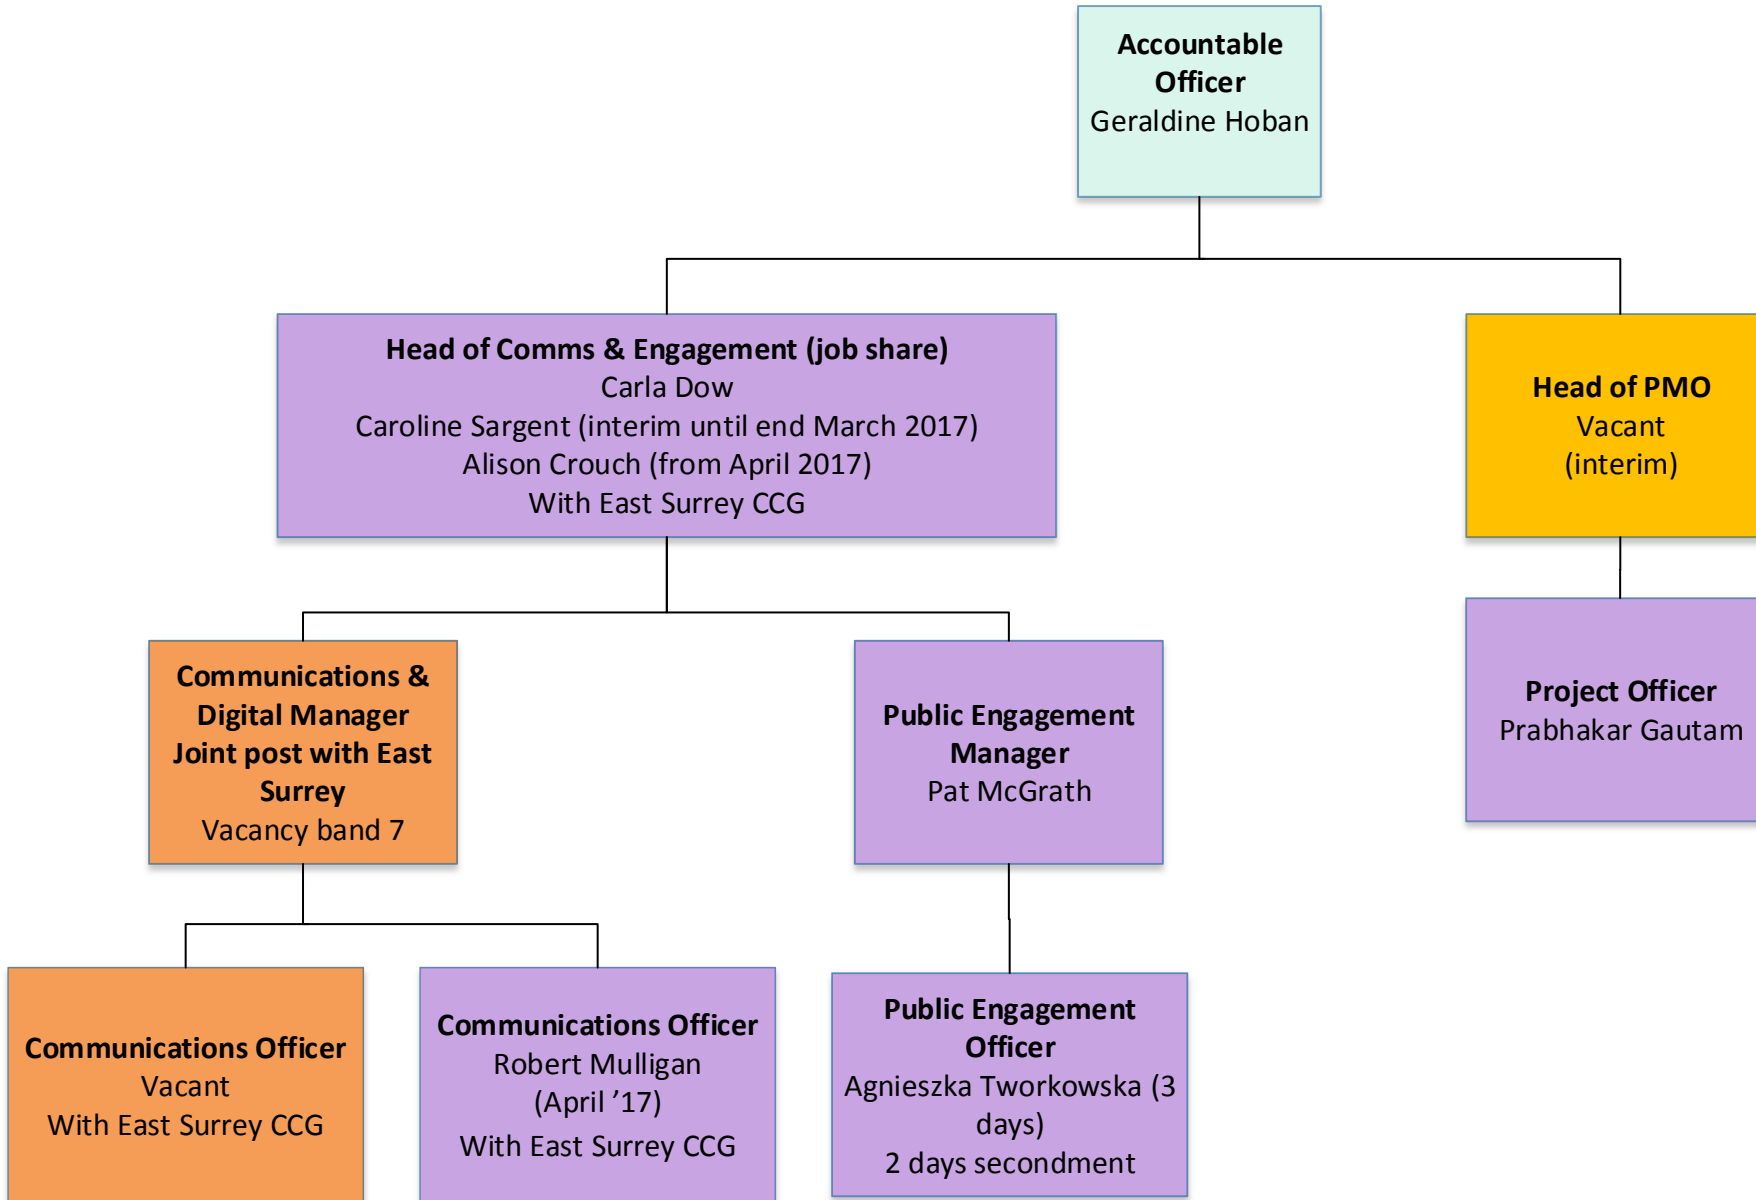 Accountable
Officer
Geraldine Hoban
Head of Comms & Engagement (job share)
Carla Dow
Caroline Sargent (interim until end March 2017)
Alison Crouch (from April 2017)
With East Surrey CCG
Head of PMO
Vacant
(interim)
Communications &
Digital Manager
Joint post with East
Surrey
Vacancy band 7
Public Engagement
Manager
Pat McGrath
Project Officer
Prabhakar Gautam
Communications Officer
Vacant
With East Surrey CCG
Communications Officer
Robert Mulligan
(April ’17)
With East Surrey CCG
Public Engagement
Officer
Agnieszka Tworkowska (3
days)
2 days secondment